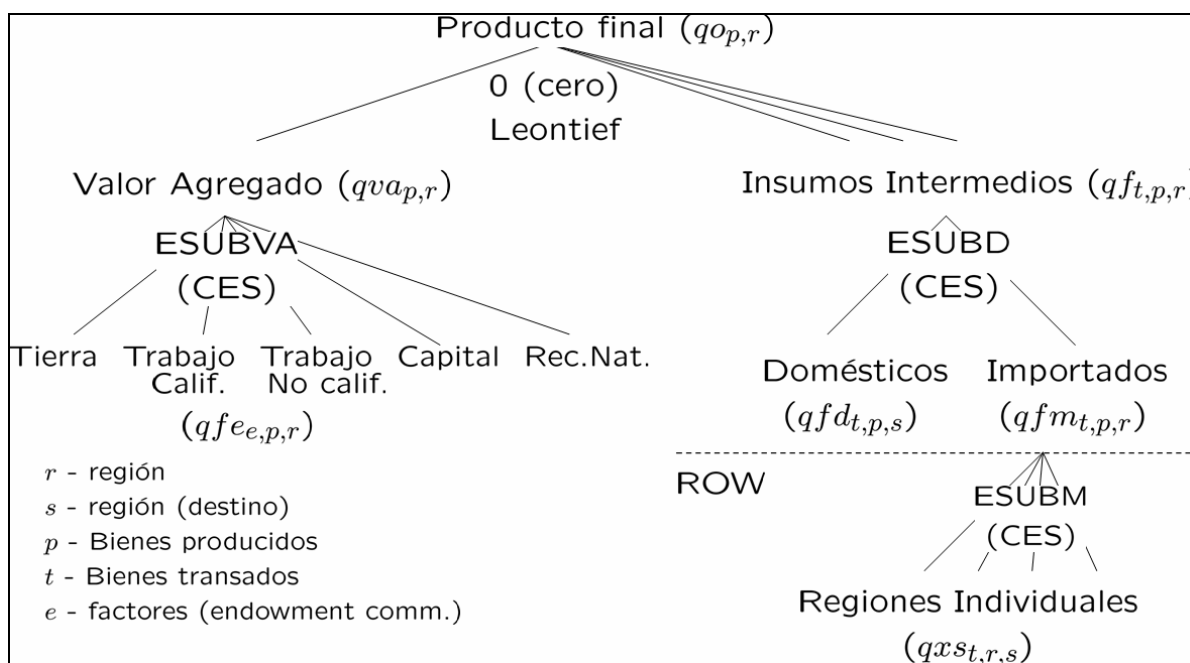 Producto final (qo_{p,r})
0 (cero)
Leontief
Valor Agregado (qva_{p,r})
Insumos Intermedios (qf_{t,p,r})
ESUBVA
(CES)
ESUBD
(CES)
Tierra Trabajo Calif. Trabajo No calif. Capital Rec.Nat.
(qfe_{e,p,r})
Domésticos Importados
(qfd_{t,p,s}) (qfm_{t,p,r})
ROW
ESUBM
(CES)
Regiones Individuales
(qxs_{t,r,s})
r - región
s - región (destino)
p - Bienes producidos
t - Bienes transados
e - factores (endowment comm.)